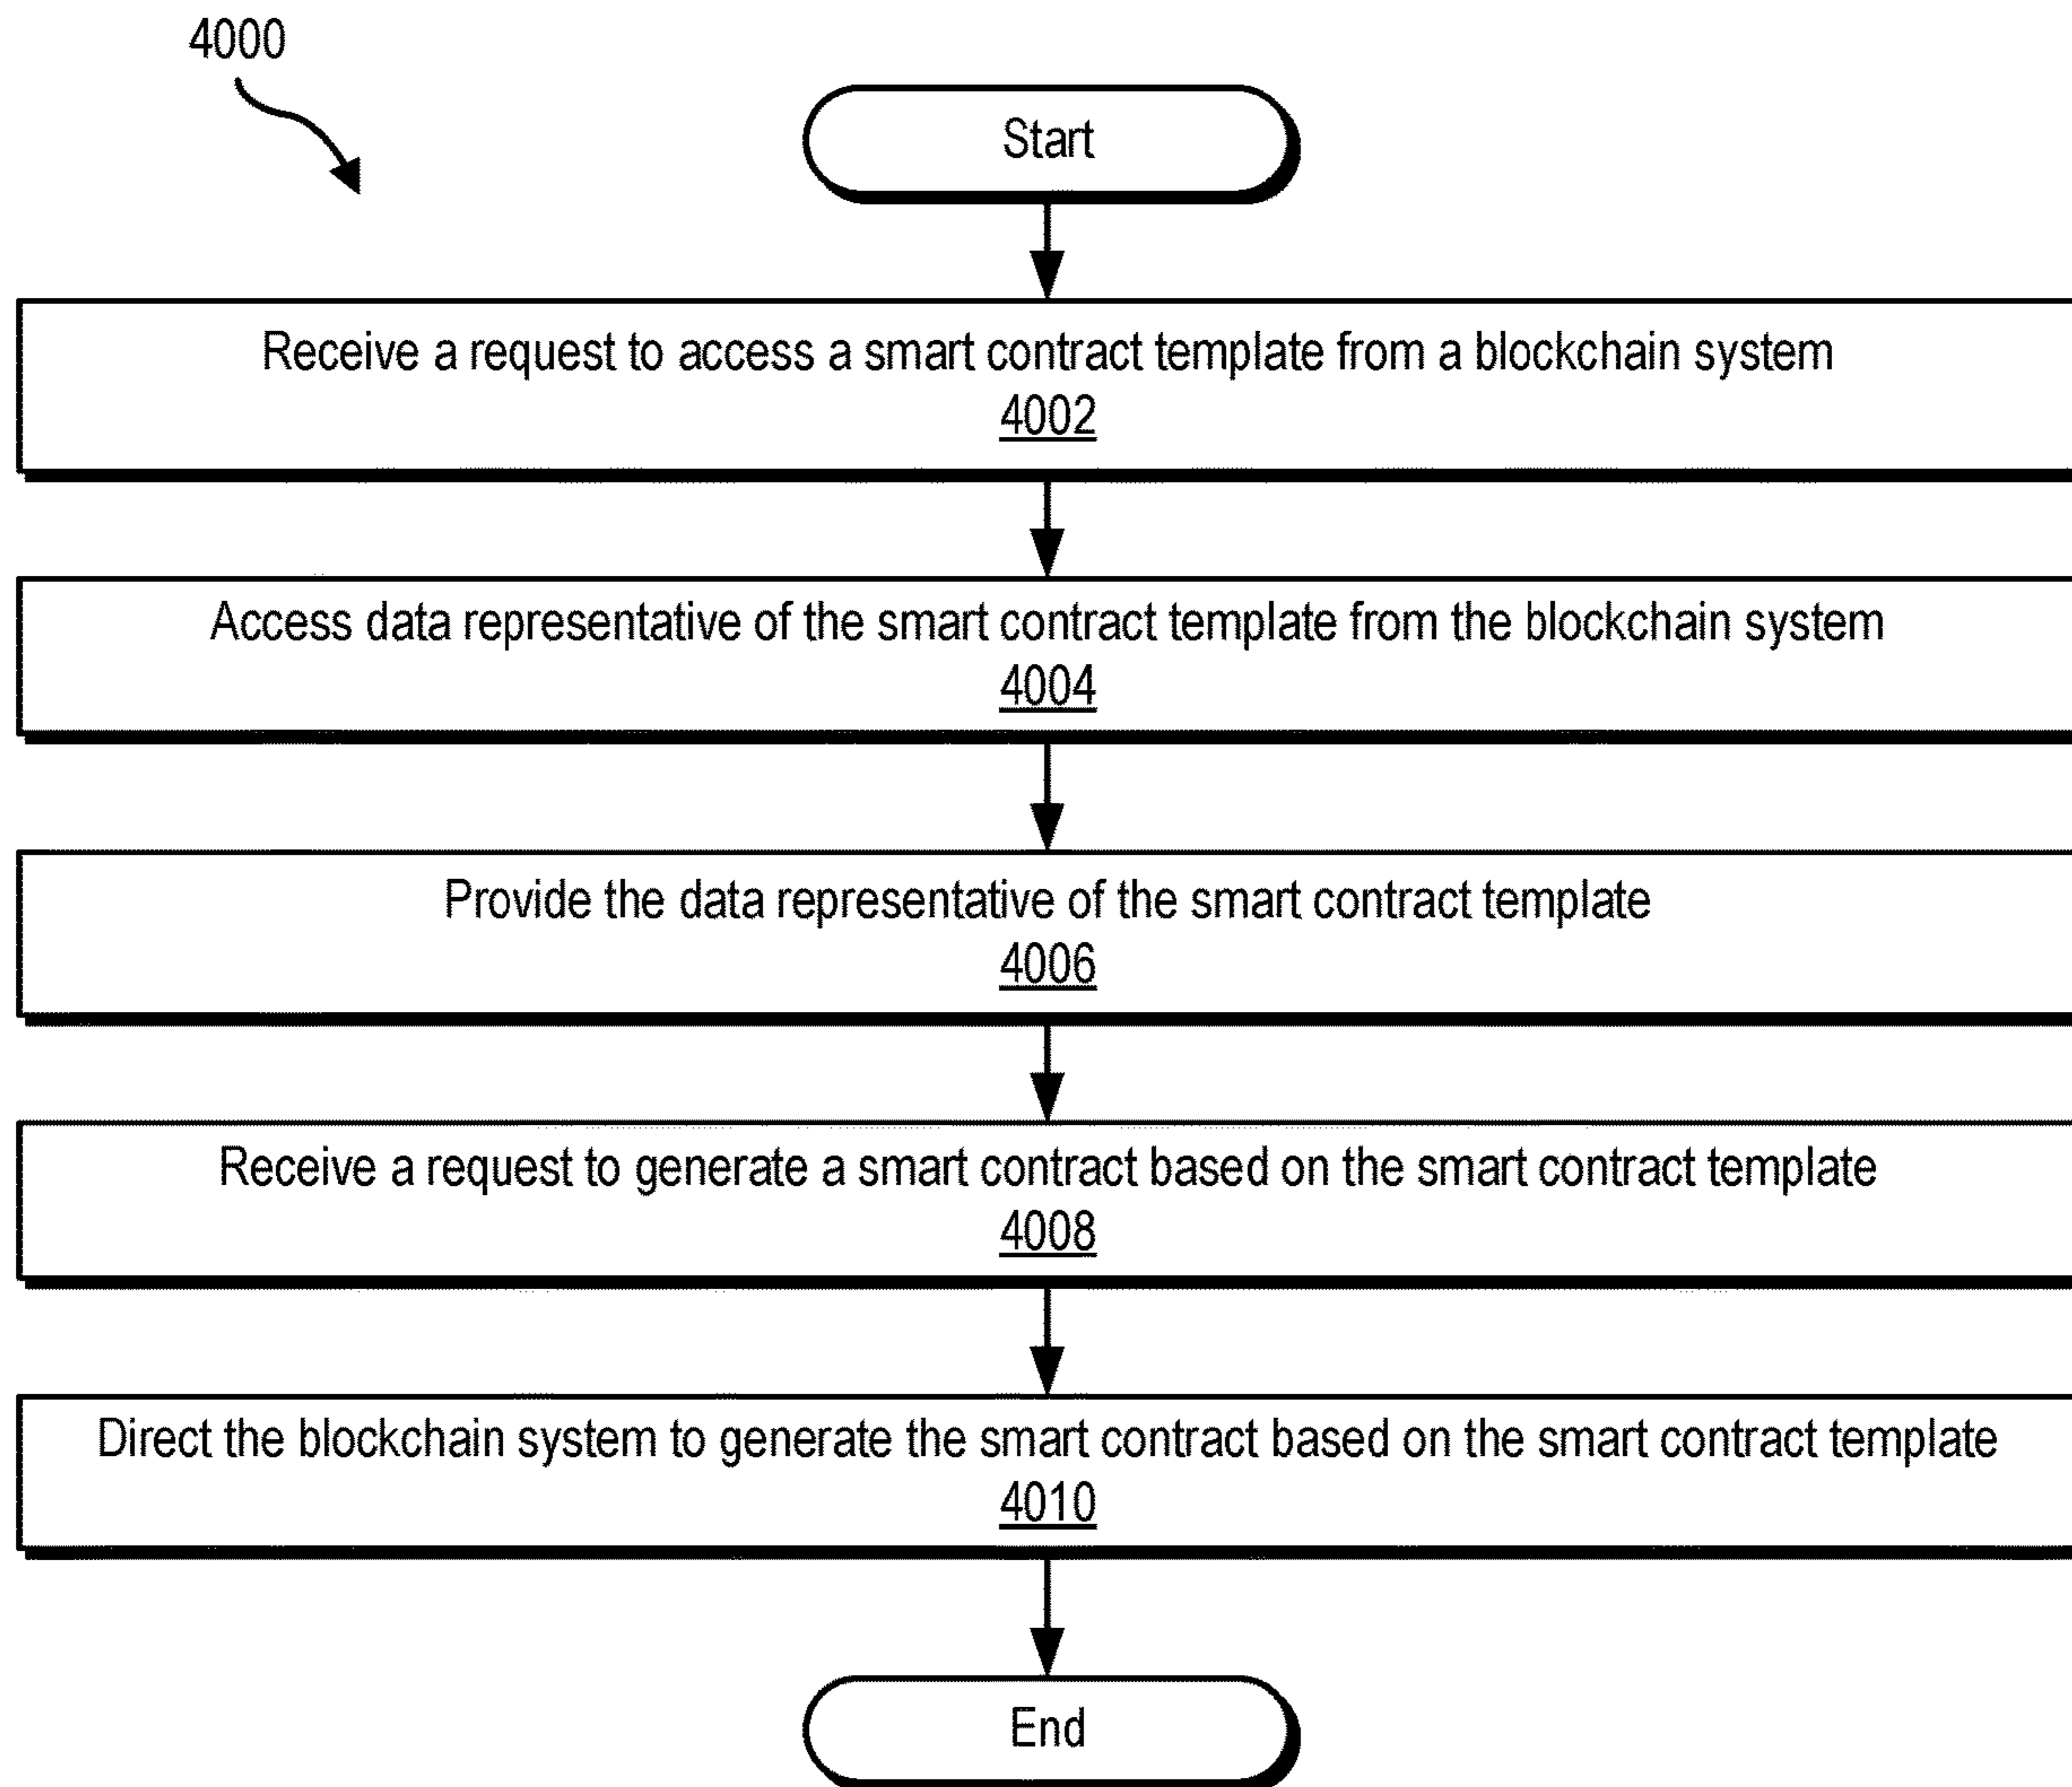 4000
Start
Receive a request to access a smart contract template from a blockchain system
4002
Access data representative of the smart contract template from the blockchain system
4004
Provide the data representative of the smart contract template
4006
Receive a request to generate a smart contract based on the smart contract template
4008
Direct the blockchain system to generate the smart contract based on the smart contract template
4010
End